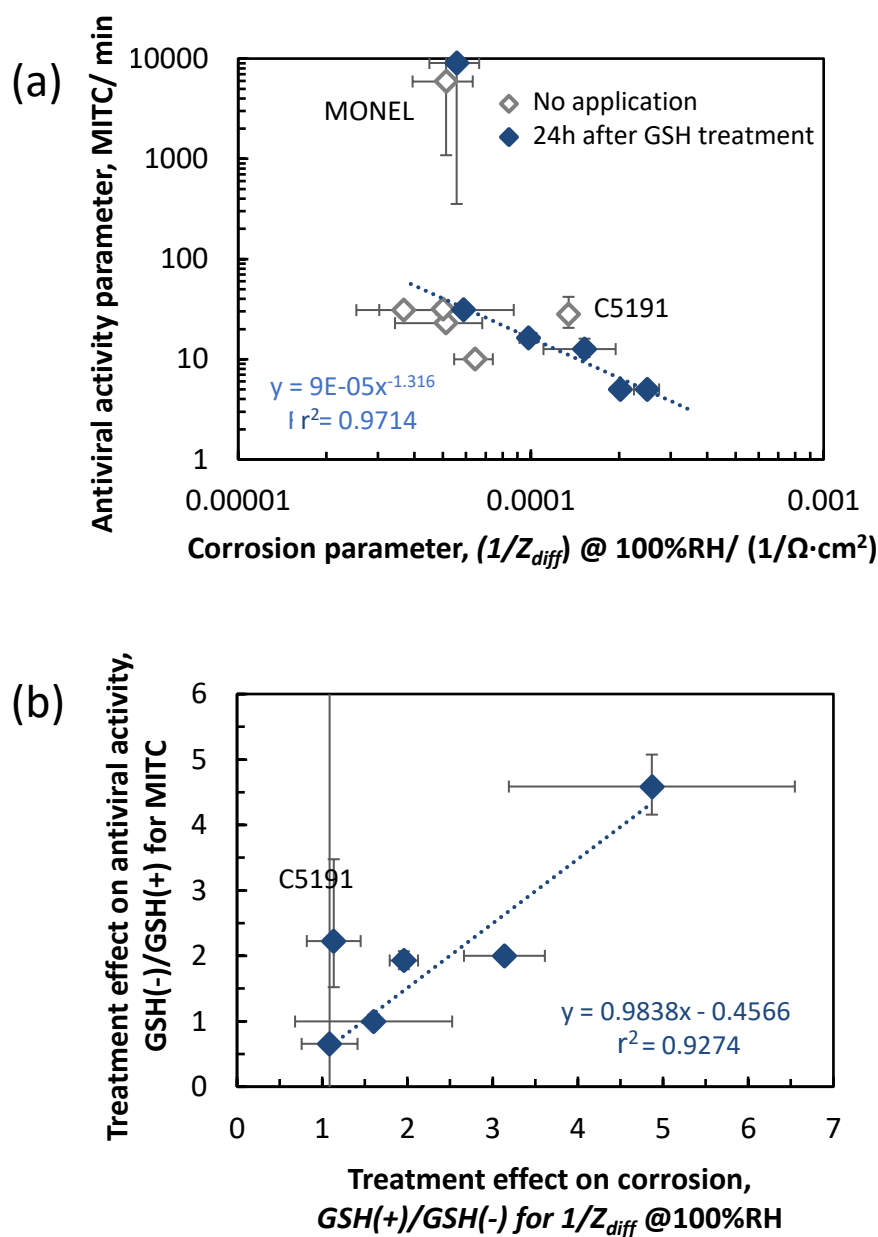 (a)
Antiviral activity parameter, MITC/ min
10000
1000
100
10
1
MONEL
No application
24h after GSH treatment
C5191
y = 9E-05x^-1.316
r² = 0.9714
0.00001
0.0001
0.001
Corrosion parameter, (1/Z_diff) @ 100%RH/ (1/Ω·cm²)
(b)
Treatment effect on antiviral activity,
GSH(-)/GSH(+) for MITC
6
5
4
3
2
1
0
C5191
y = 0.9838x - 0.4566
r² = 0.9274
0 1 2 3 4 5 6 7
Treatment effect on corrosion,
GSH(+)/GSH(-) for 1/Z_diff @100%RH